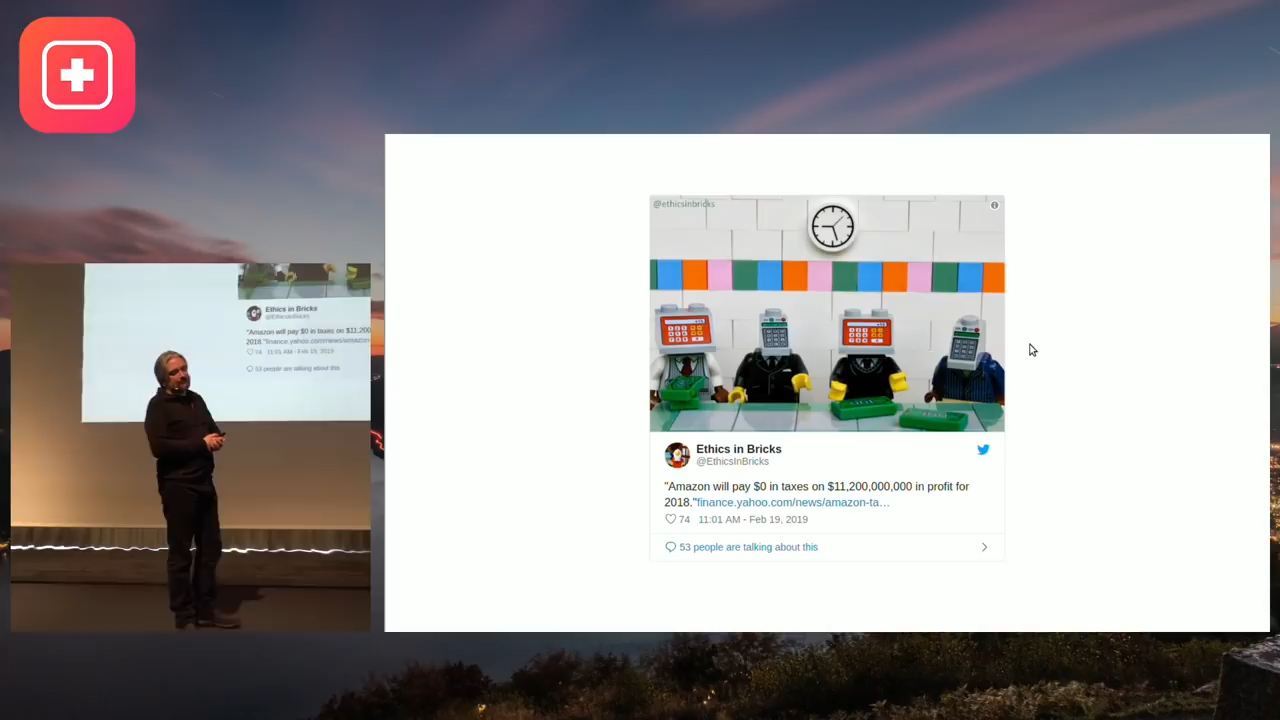 @ethicsinbricks
Ethics in Bricks
@EthicsInBricks
"Amazon will pay $0 in taxes on $11,200,000,000 in profit for
2018."finance.yahoo.com/news/amazon-ta…
74 11:01 AM - Feb 19, 2019
53 people are talking about this
Ethics in Bricks
@EthicsInBricks
"Amazon will pay $0 in taxes on $11,200
2018."finance.yahoo.com/news/amazon
74 11:01 AM - Feb 19, 2019
53 people are talking about this